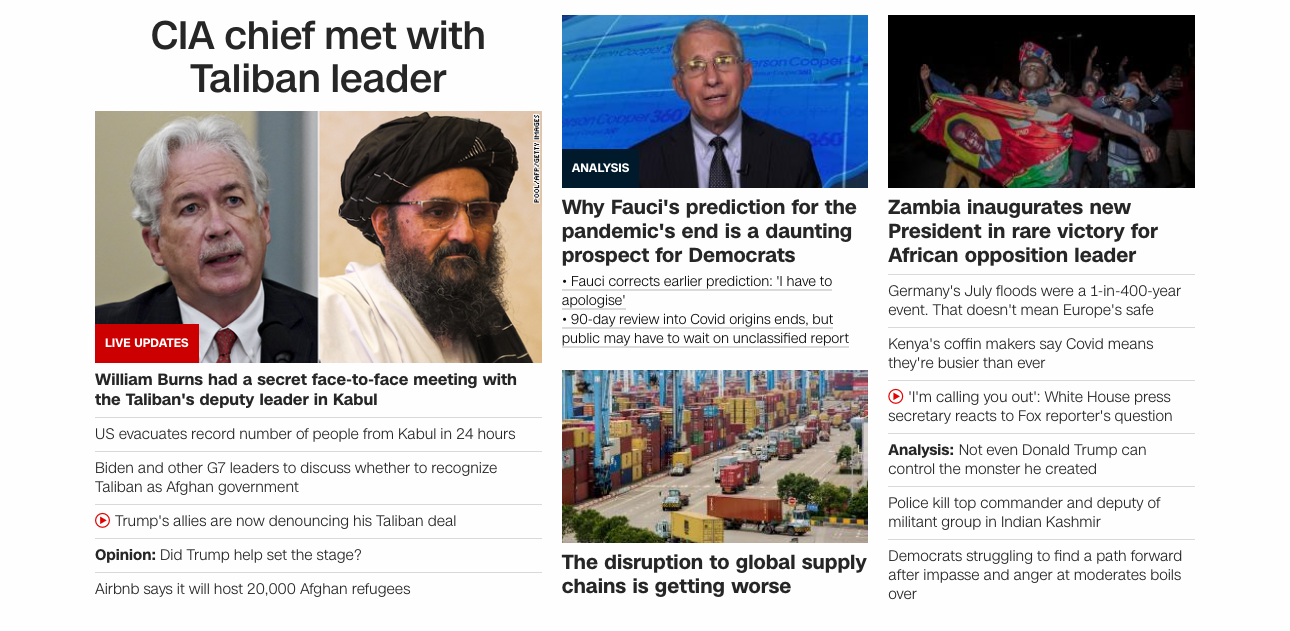 CIA chief met with
Taliban leader
POOL/AFP/GETTY IMAGES
LIVE UPDATES
William Burns had a secret face-to-face meeting with
the Taliban's deputy leader in Kabul
US evacuates record number of people from Kabul in 24 hours
Biden and other G7 leaders to discuss whether to recognize
Taliban as Afghan government
Trump's allies are now denouncing his Taliban deal
Opinion: Did Trump help set the stage?
Airbnb says it will host 20,000 Afghan refugees
Anderson Cooper 360°
ANALYSIS
Why Fauci's prediction for the
pandemic's end is a daunting
prospect for Democrats
• Fauci corrects earlier prediction: 'I have to
apologise'
• 90-day review into Covid origins ends, but
public may have to wait on unclassified report
The disruption to global supply
chains is getting worse
Zambia inaugurates new
President in rare victory for
African opposition leader
Germany's July floods were a 1-in-400-year
event. That doesn't mean Europe's safe
Kenya's coffin makers say Covid means
they're busier than ever
'I'm calling you out': White House press
secretary reacts to Fox reporter's question
Analysis: Not even Donald Trump can
control the monster he created
Police kill top commander and deputy of
militant group in Indian Kashmir
Democrats struggling to find a path forward
after impasse and anger at moderates boils
over